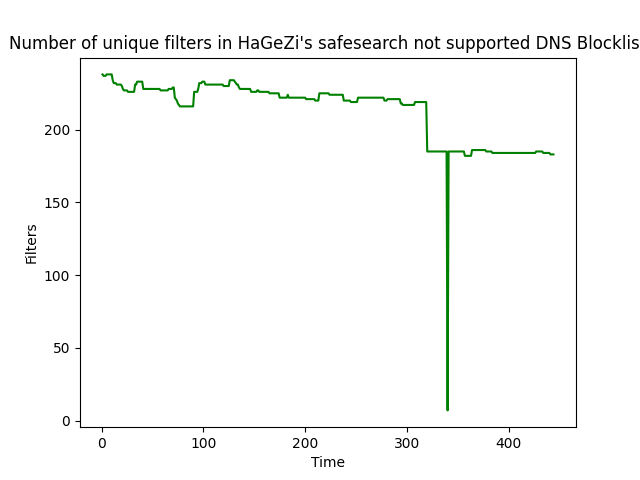 Number of unique filters in HaGeZi's safesearch not supported DNS Blocklis
Filters
200
150
100
50
0
0 100 200 300 400
Time